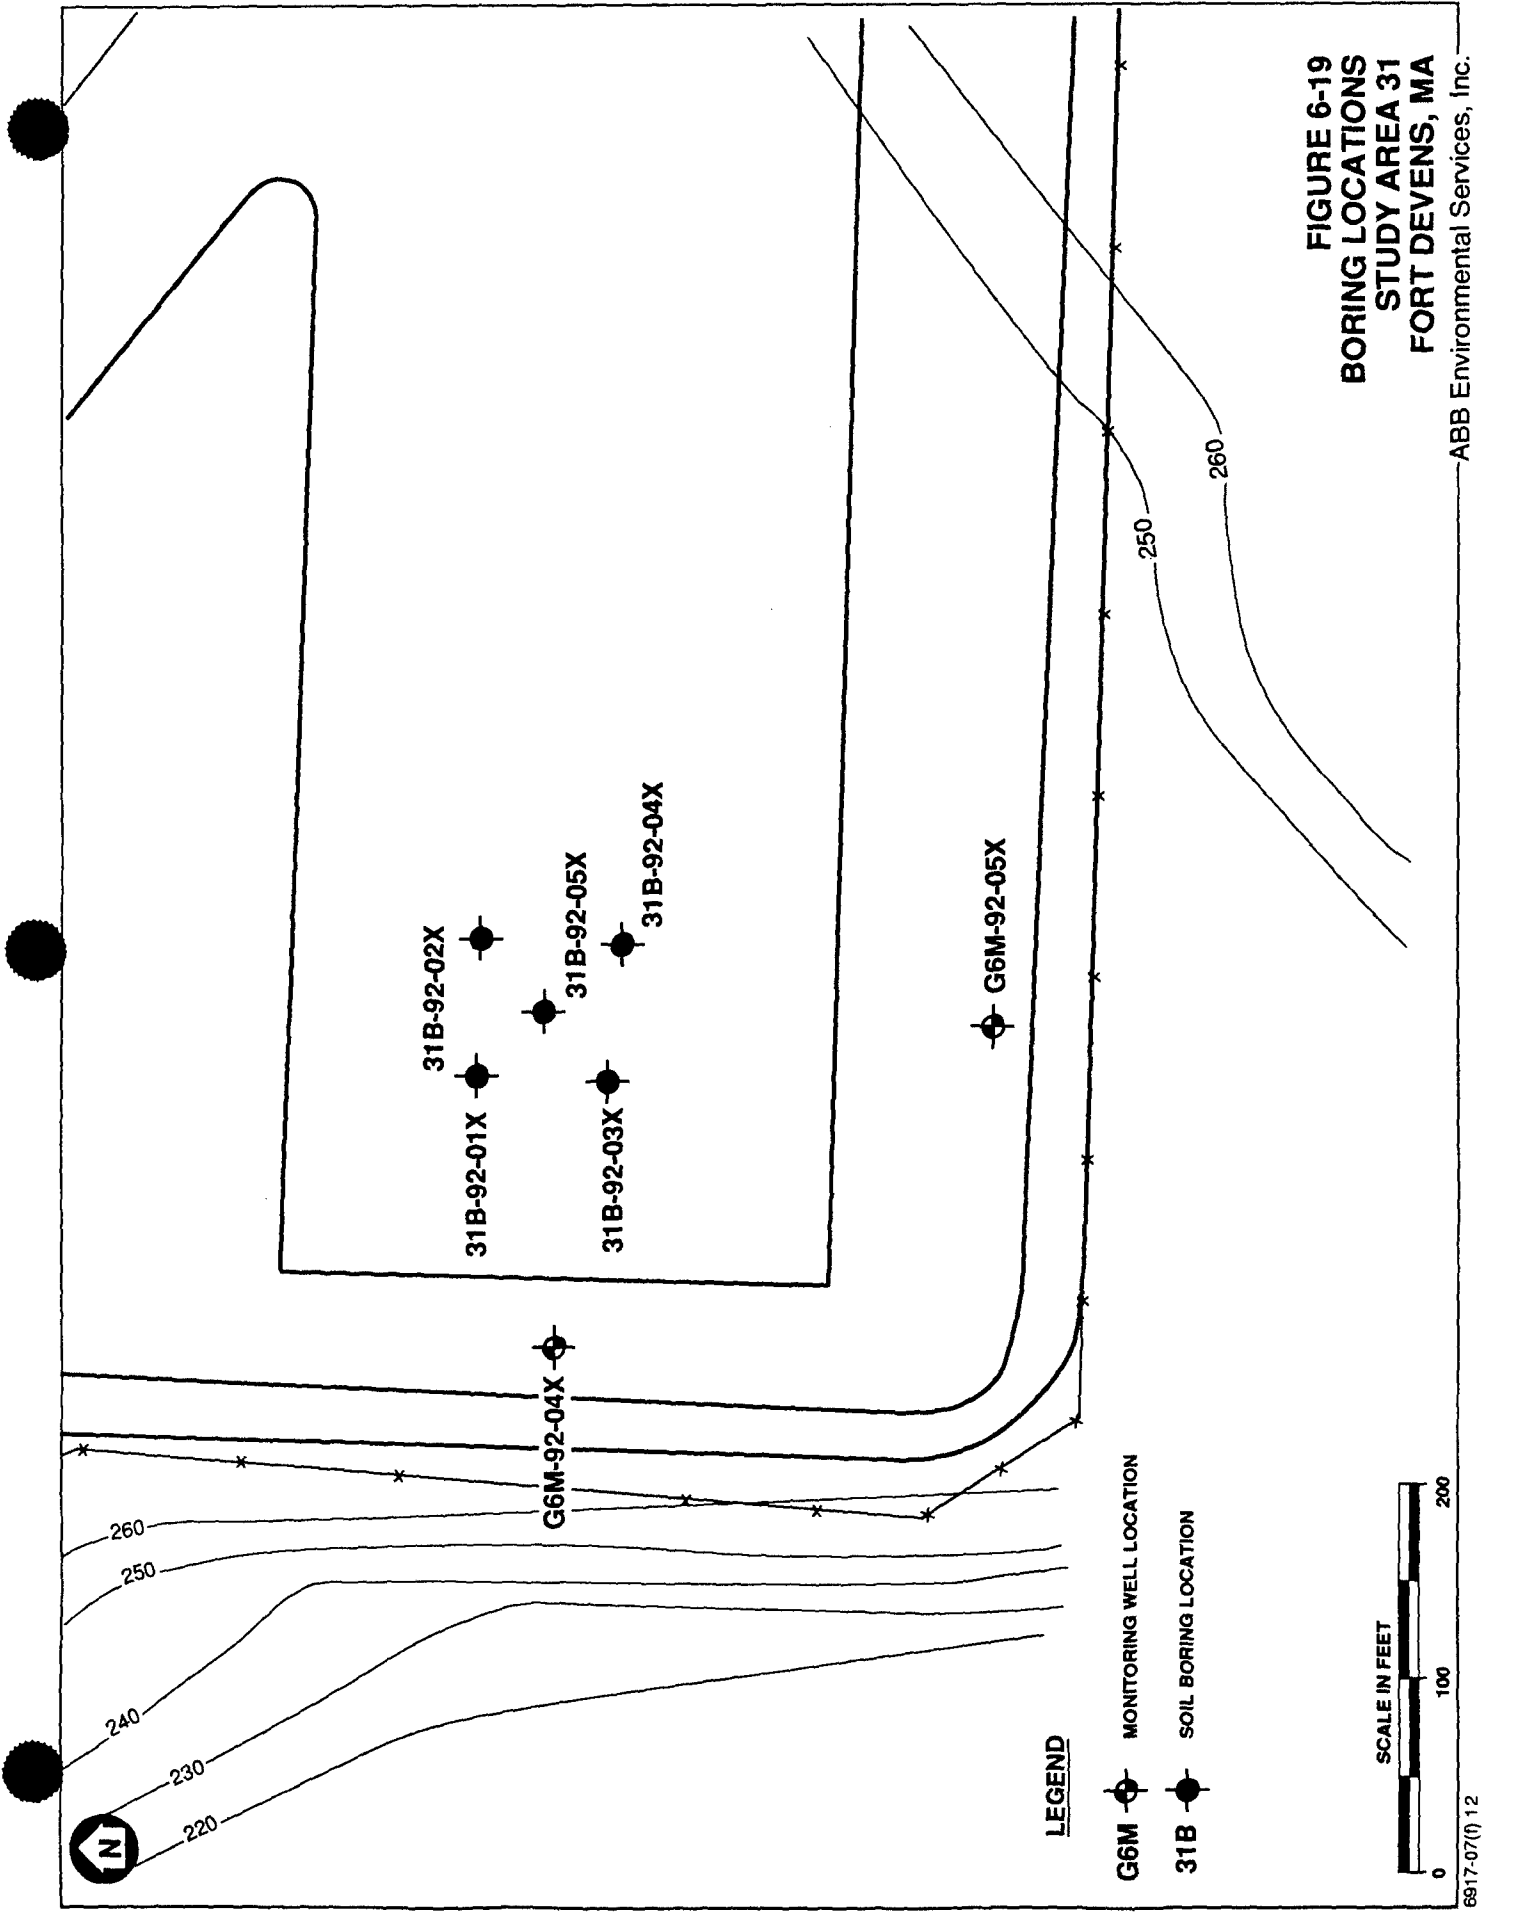 N
260
250
240
230
220
31B-92-02X
31B-92-01X
31B-92-05X
31B-92-03X
31B-92-04X
G6M-92-04X
G6M-92-05X
250
260
LEGEND
G6M MONITORING WELL LOCATION
31B SOIL BORING LOCATION
SCALE IN FEET
0 100 200
FIGURE 6-19
BORING LOCATIONS
STUDY AREA 31
FORT DEVENS, MA
ABB Environmental Services, Inc.
6917-07(f) 12